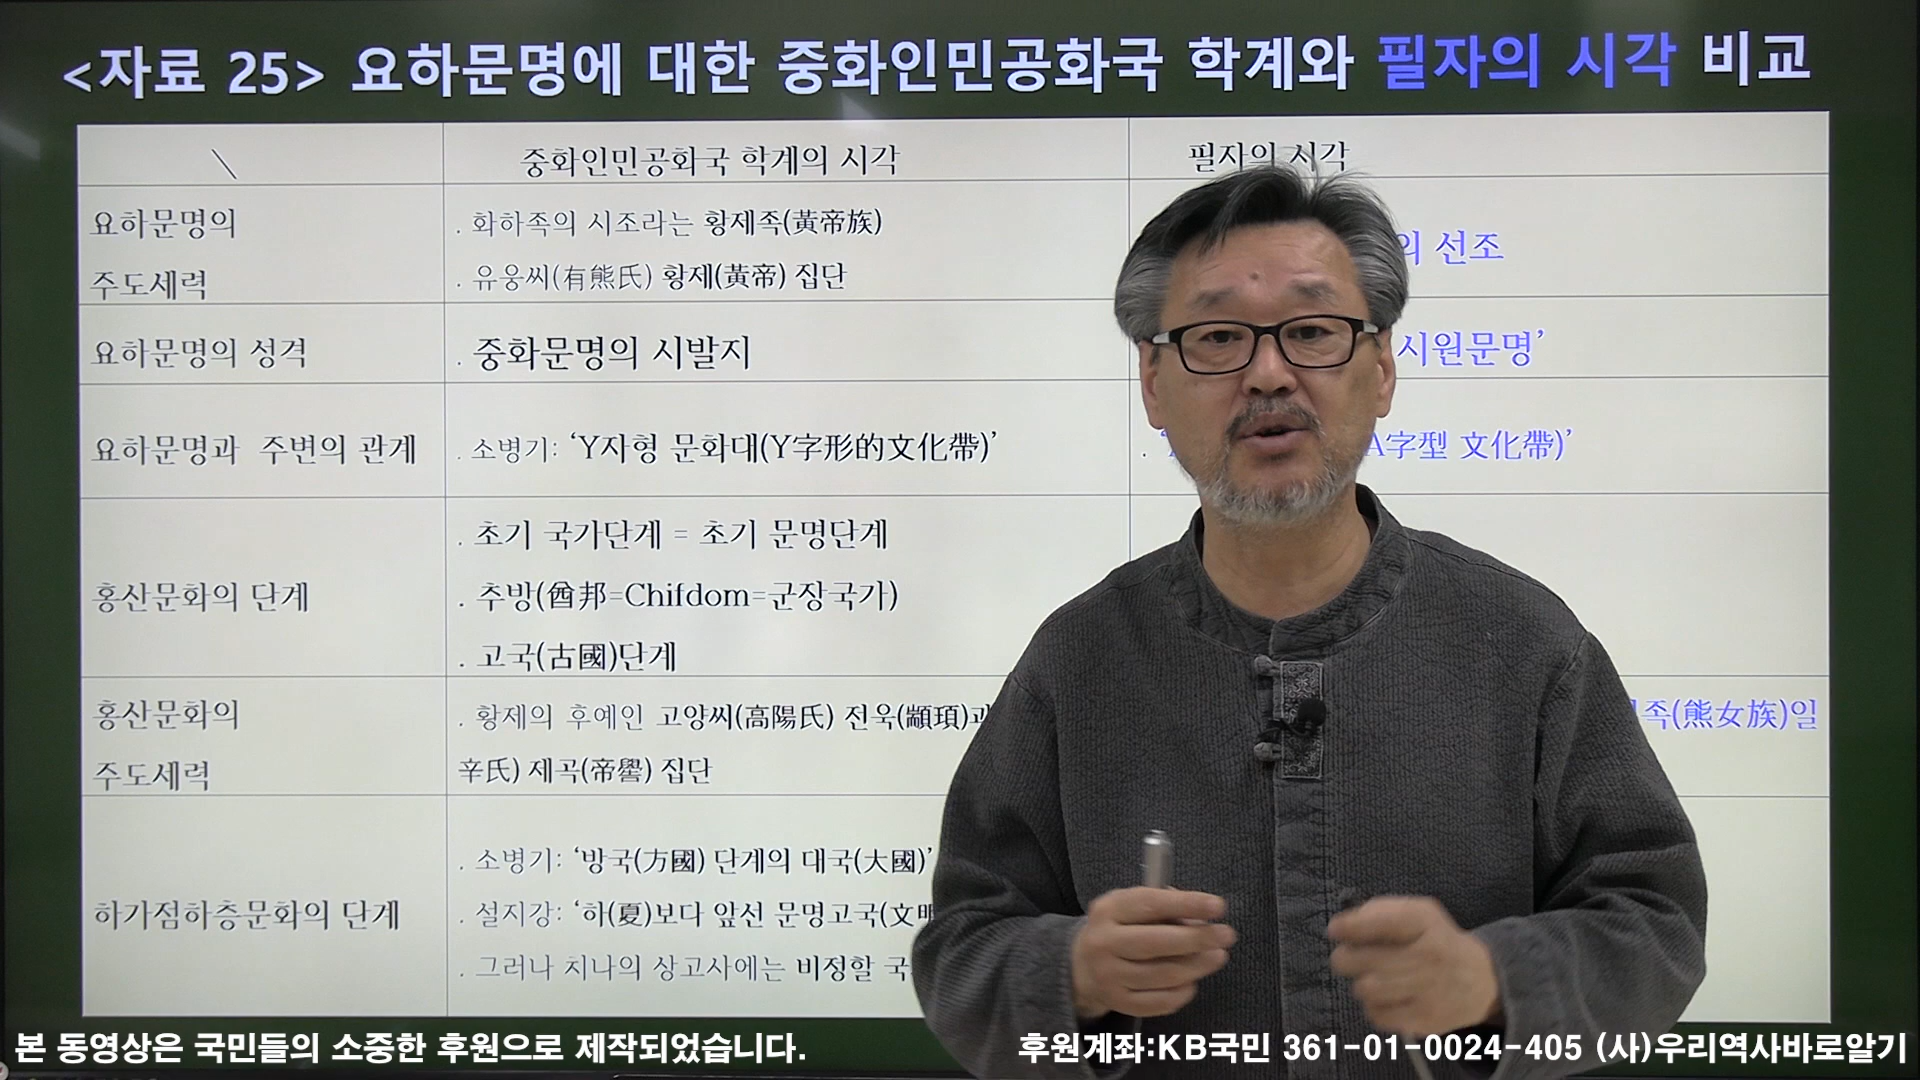 <자료 25> 요하문명에 대한 중화인민공화국 학계와 필자의 시각 비교
\ 중화인민공화국 학계의 시각 필자의 시각
요하문명의
주도세력
. 화하족의 시조라는 황제족(黃帝族)
. 유웅씨(有熊氏) 황제(黃帝) 집단
의 선조
요하문명의 성격
. 중화문명의 시발지
시원문명’
요하문명과 주변의 관계
. 소병기: ‘Y자형 문화대(Y字形的文化帶)’
. A字型 文化帶)’
홍산문화의 단계
. 초기 국가단계 = 초기 문명단계
. 추방(酋邦=Chifdom=군장국가)
. 고국(古國)단계
홍산문화의
주도세력
. 황제의 후예인 고양씨(高陽氏) 전욱(顓頊)과
辛氏) 제곡(帝嚳) 집단
족(熊女族)일
하가점하층문화의 단계
. 소병기: ‘방국(方國) 단계의 대국(大國)’
. 설지강: ‘하(夏)보다 앞선 문명고국(文明
. 그러나 치나의 상고사에는 비정할 국
본 동영상은 국민들의 소중한 후원으로 제작되었습니다.
후원계좌:KB국민 361-01-0024-405 (사)우리역사바로알기